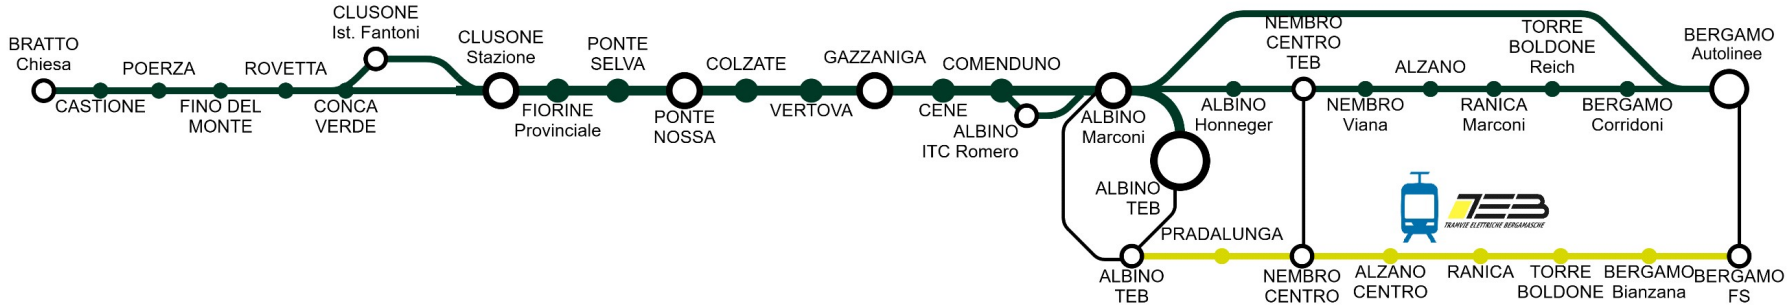 BRATTO
Chiesa
CASTIONE
POERZA
FINO DEL
MONTE
ROVETTA
CONCA
VERDE
CLUSONE
Ist. Fantoni
CLUSONE
Stazione
FIORINE
Provinciale
PONTE
SELVA
PONTE
NOSSA
COLZATE
VERTOVA
GAZZANIGA
CENE
COMENDUNO
ALBINO
ITC Romero
ALBINO
Marconi
ALBINO
TEB
ALBINO
Honneger
NEMBRO
CENTRO
TEB
NEMBRO
Viana
ALZANO
RANICA
Marconi
TORRE
BOLDONE
Reich
BERGAMO
Corridoni
BERGAMO
Autolinee
TEB
TRAMVIE ELETTRICHE BERGAMASCHE
ALBINO
TEB
PRADALUNGA
NEMBRO
CENTRO
ALZANO
CENTRO
RANICA
TORRE
BOLDONE
BERGAMO
Bianzana
BERGAMO
FS